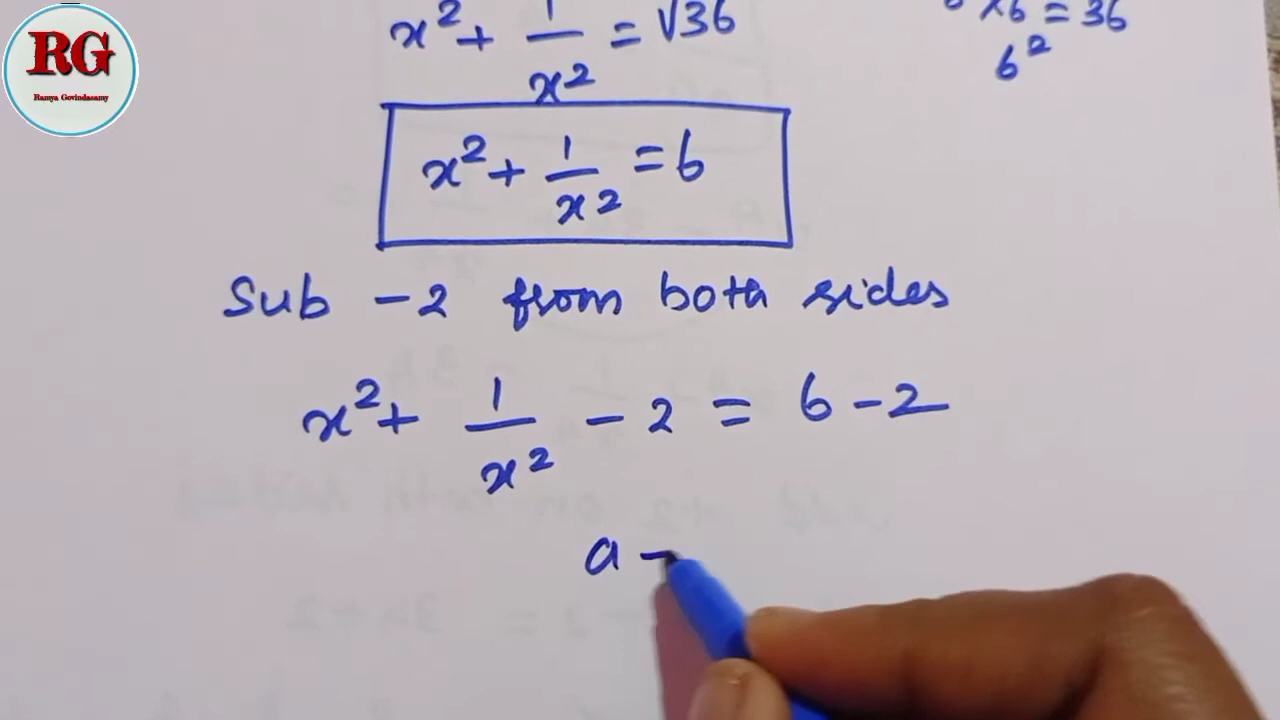 RG
Ramya Govindasamy
x² + 1/x² = √36
6 × 6 = 36
6²
x² + 1/x² = 6
Sub -2 from both sides
x² + 1/x² - 2 = 6 - 2
a -